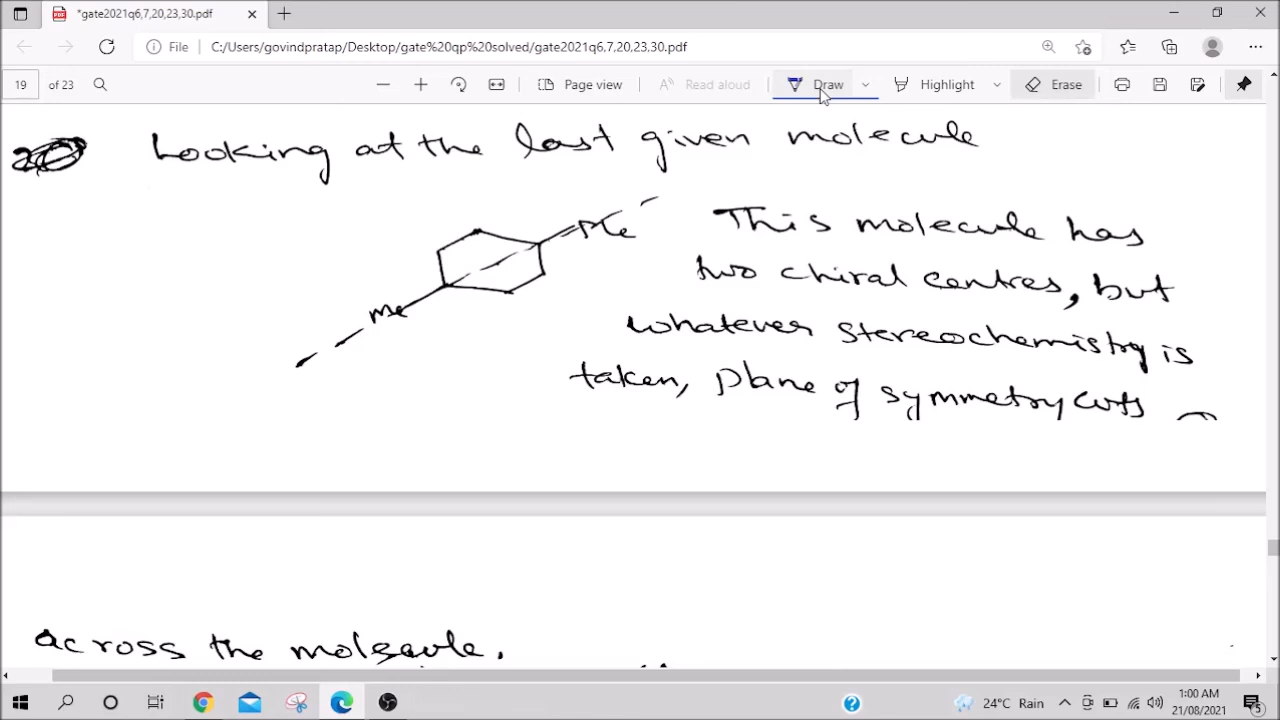 *gate2021q6,7,20,23,30.pdf
File C:/Users/govindpratap/Desktop/gate%20qp%20solved/gate2021q6,7,20,23,30.pdf
19 of 23 Page view Read aloud Draw Highlight Erase
Looking at the last given molecule
Me
Me
This molecule has
two chiral centres, but
whatever stereochemistry is
taken, plane of symmetry cuts
across the molecule.
24°C Rain
1:00 AM
21/08/2021
5